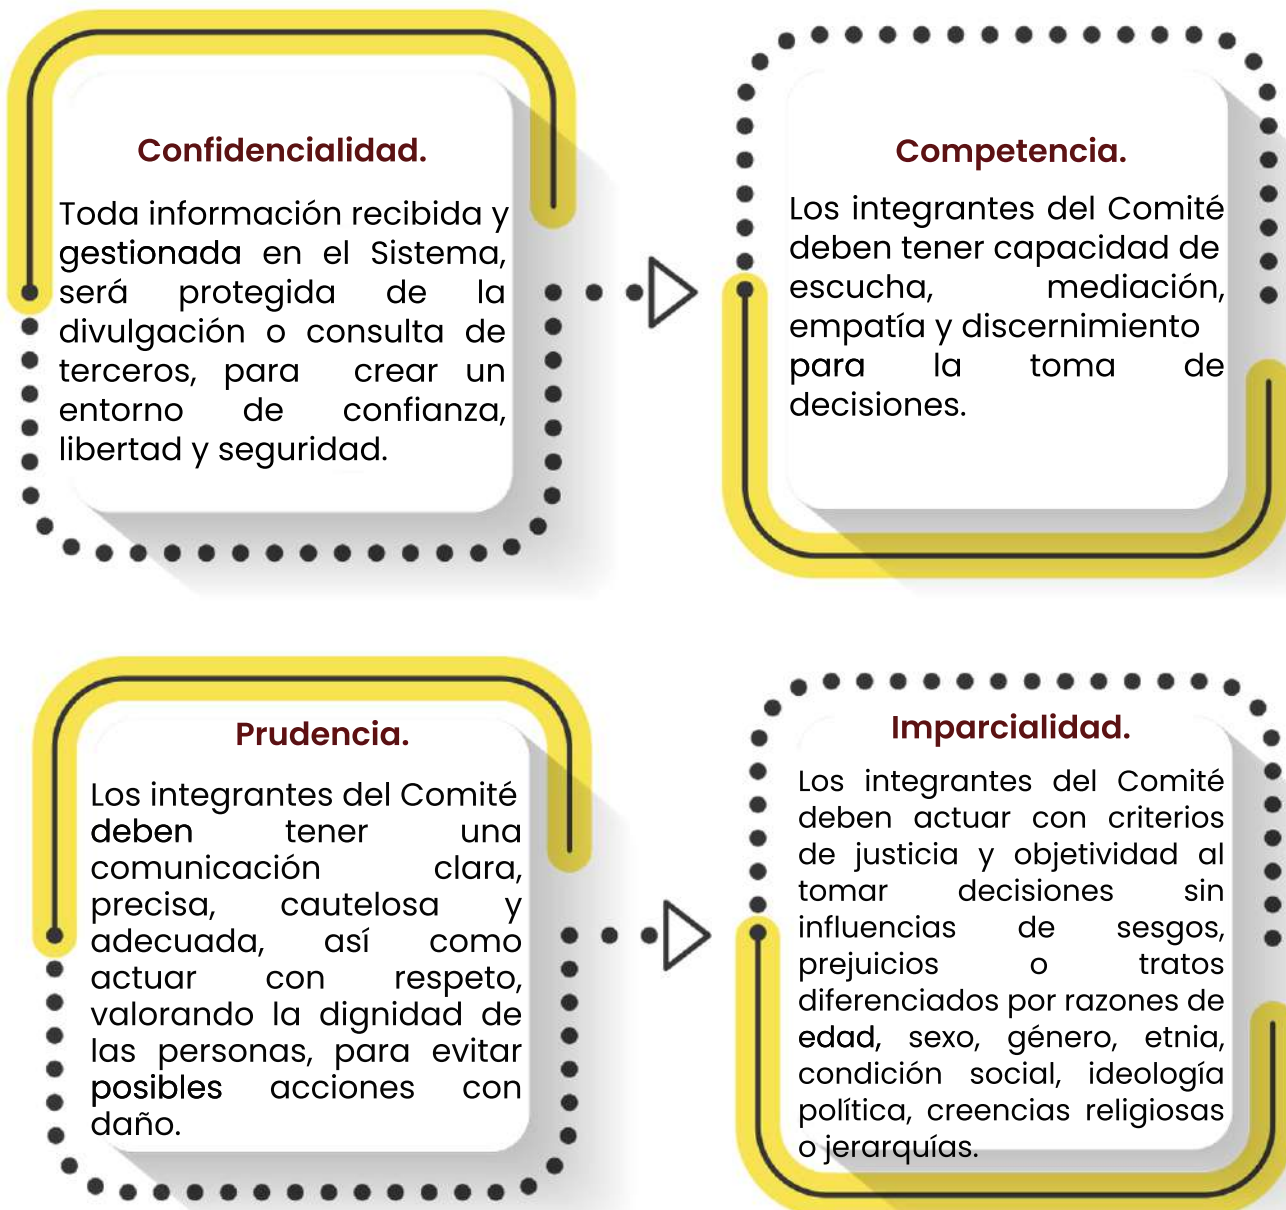 Confidencialidad.
Toda información recibida y
gestionada en el Sistema,
será protegida de la
divulgación o consulta de
terceros, para crear un
entorno de confianza,
libertad y seguridad.
Competencia.
Los integrantes del Comité
deben tener capacidad de
escucha, mediación,
empatía y discernimiento
para la toma de
decisiones.
Prudencia.
Los integrantes del Comité
deben tener una
comunicación clara,
precisa, cautelosa y
adecuada, así como
actuar con respeto,
valorando la dignidad de
las personas, para evitar
posibles acciones con
daño.
Imparcialidad.
Los integrantes del Comité
deben actuar con criterios
de justicia y objetividad al
tomar decisiones sin
influencias de sesgos,
prejuicios o tratos
diferenciados por razones de
edad, sexo, género, etnia,
condición social, ideología
política, creencias religiosas
o jerarquías.